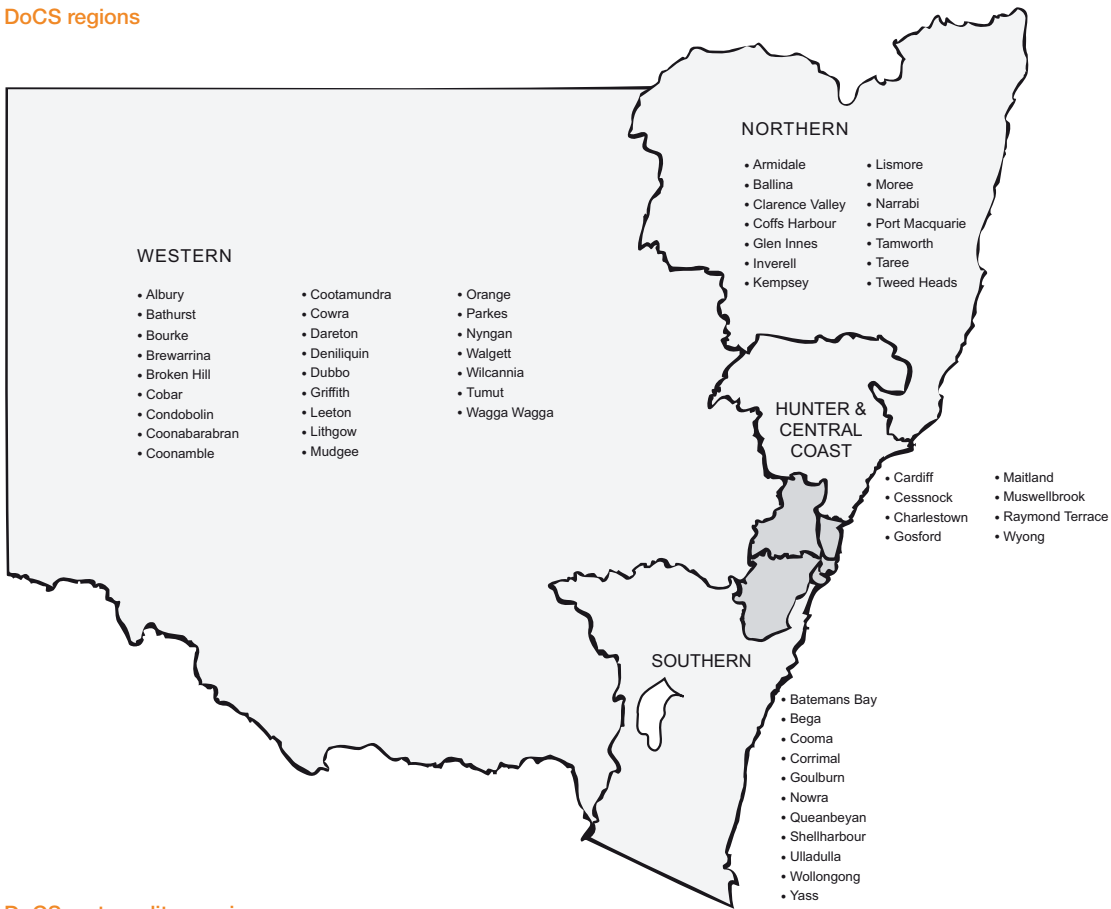 DoCS regions
NORTHERN
• Armidale
• Ballina
• Clarence Valley
• Coffs Harbour
• Glen Innes
• Inverell
• Kempsey
• Lismore
• Moree
• Narrabi
• Port Macquarie
• Tamworth
• Taree
• Tweed Heads
WESTERN
• Albury
• Bathurst
• Bourke
• Brewarrina
• Broken Hill
• Cobar
• Condobolin
• Coonabarabran
• Coonamble
• Cootamundra
• Cowra
• Dareton
• Deniliquin
• Dubbo
• Griffith
• Leeton
• Lithgow
• Mudgee
• Orange
• Parkes
• Nyngan
• Walgett
• Wilcannia
• Tumut
• Wagga Wagga
HUNTER &
CENTRAL
COAST
• Cardiff
• Cessnock
• Charlestown
• Gosford
• Maitland
• Muswellbrook
• Raymond Terrace
• Wyong
SOUTHERN
• Batemans Bay
• Bega
• Cooma
• Corrimal
• Goulburn
• Nowra
• Queanbeyan
• Shellharbour
• Ulladulla
• Wollongong
• Yass